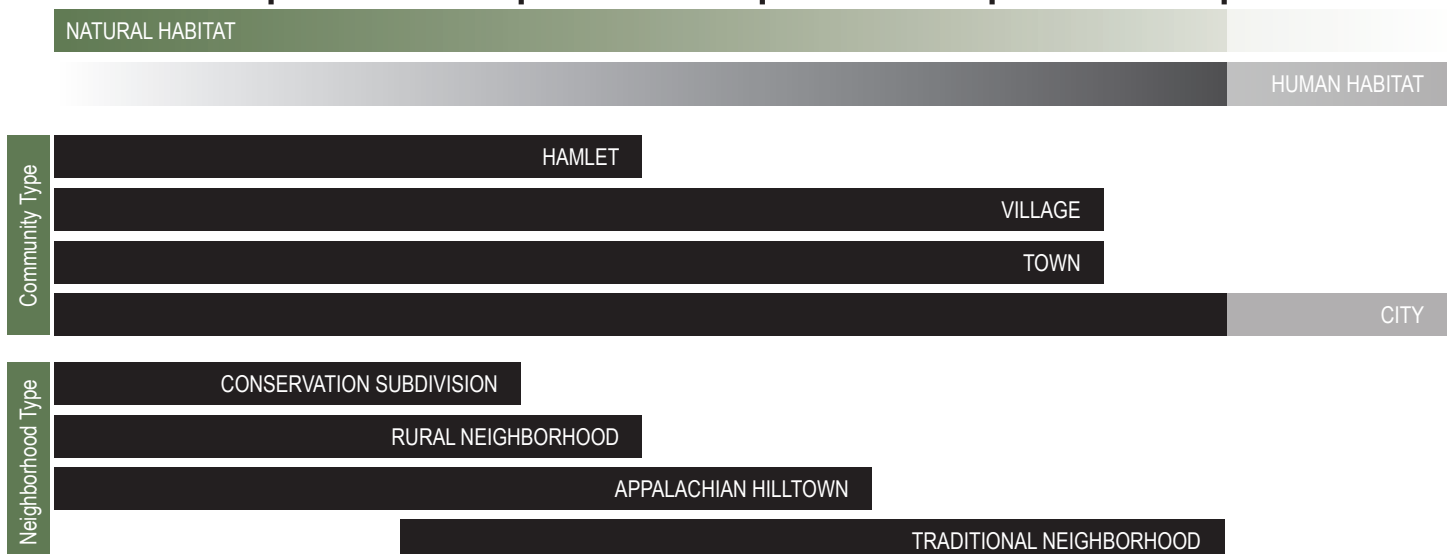 NATURAL HABITAT
HUMAN HABITAT
Community Type
HAMLET
VILLAGE
TOWN
CITY
Neighborhood Type
CONSERVATION SUBDIVISION
RURAL NEIGHBORHOOD
APPALACHIAN HILLTOWN
TRADITIONAL NEIGHBORHOOD